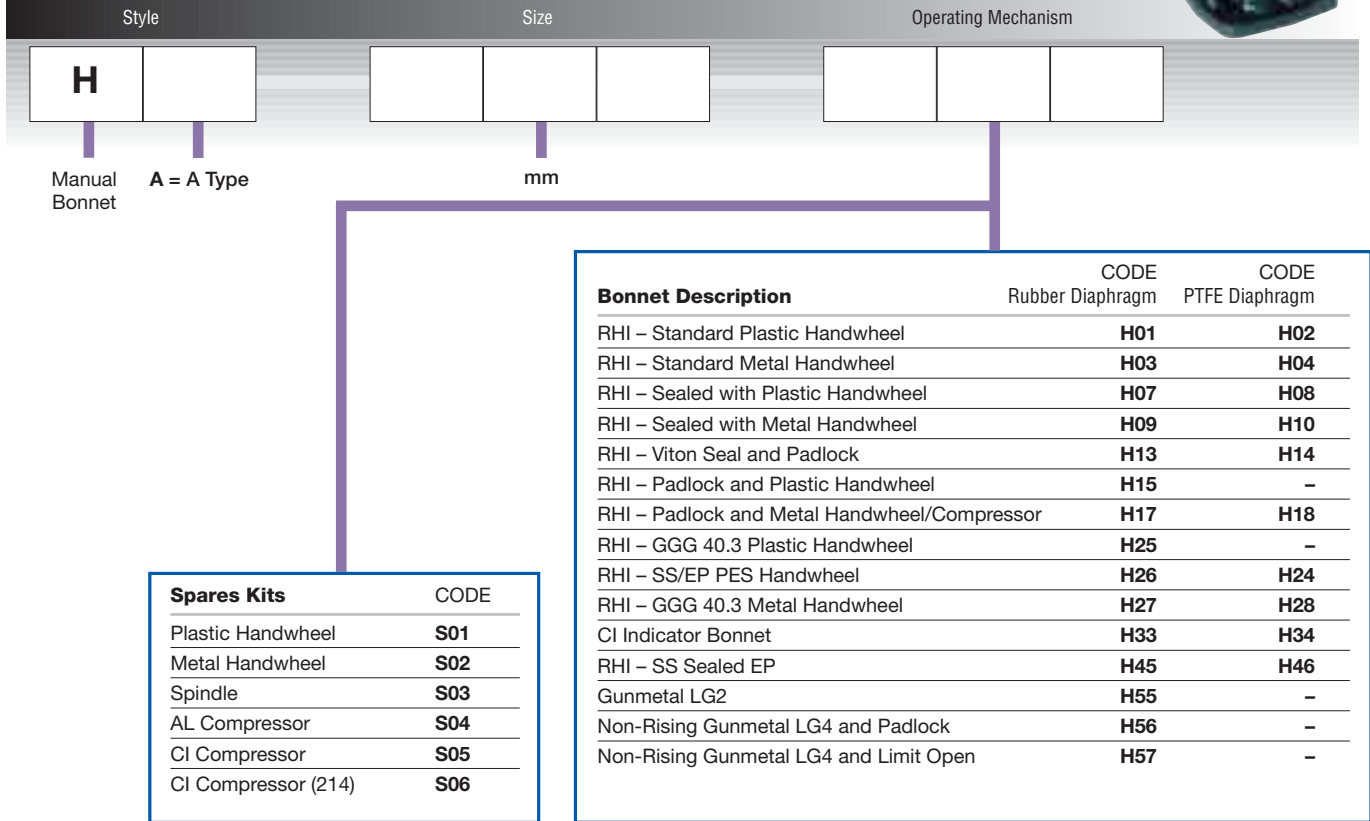 Style Size Operating Mechanism
H
Manual Bonnet
A = A Type
mm
Bonnet Description CODE Rubber Diaphragm CODE PTFE Diaphragm
RHI – Standard Plastic Handwheel H01 H02
RHI – Standard Metal Handwheel H03 H04
RHI – Sealed with Plastic Handwheel H07 H08
RHI – Sealed with Metal Handwheel H09 H10
RHI – Viton Seal and Padlock H13 H14
RHI – Padlock and Plastic Handwheel H15 –
RHI – Padlock and Metal Handwheel/Compressor H17 H18
RHI – GGG 40.3 Plastic Handwheel H25 –
RHI – SS/EP PES Handwheel H26 H24
RHI – GGG 40.3 Metal Handwheel H27 H28
CI Indicator Bonnet H33 H34
RHI – SS Sealed EP H45 H46
Gunmetal LG2 H55 –
Non-Rising Gunmetal LG4 and Padlock H56 –
Non-Rising Gunmetal LG4 and Limit Open H57 –
Spares Kits CODE
Plastic Handwheel S01
Metal Handwheel S02
Spindle S03
AL Compressor S04
CI Compressor S05
CI Compressor (214) S06